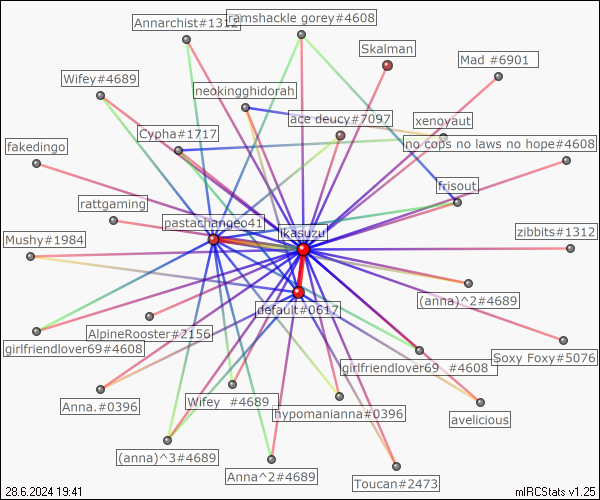 Annarchist#1312
ramshackle gorey#4608
Skalman
Mad #6901
Wifey#4689
neokingghidorah
ace deucy#7097
xenoyaut
Cypha#1717
no cops no laws no hope#4608
fakedingo
frisout
rattgaming
pastachangeo41
ikasuzu
zibbits#1312
Mushy#1984
(anna)^2#4689
default#0617
AlpineRooster#2156
girlfriendlover69#4608
Soxy Foxy#5076
girlfriendlover69 #4608
Anna.#0396
Wifey #4689
hypomanianna#0396
avelicious
(anna)^3#4689
Anna^2#4689
Toucan#2473
28.6.2024 19:41
mIRCStats v1.25